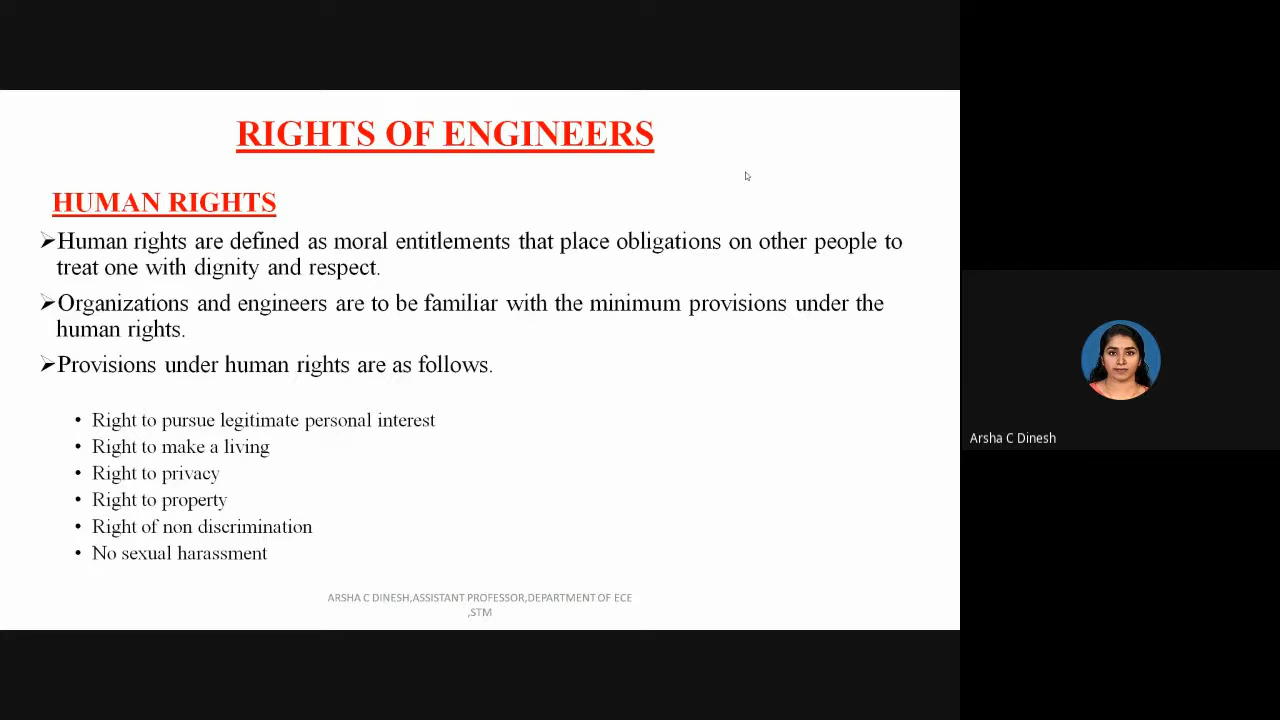 RIGHTS OF ENGINEERS
HUMAN RIGHTS
➢Human rights are defined as moral entitlements that place obligations on other people to
treat one with dignity and respect.
➢Organizations and engineers are to be familiar with the minimum provisions under the
human rights.
➢Provisions under human rights are as follows.
• Right to pursue legitimate personal interest
• Right to make a living
• Right to privacy
• Right to property
• Right of non discrimination
• No sexual harassment
ARSHA C DINESH,ASSISTANT PROFESSOR,DEPARTMENT OF ECE
,STM
Arsha C Dinesh